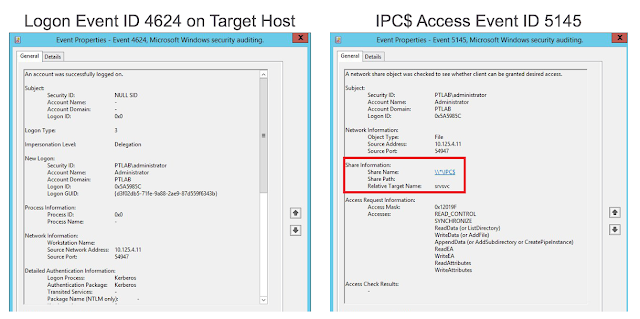 Logon Event ID 4624 on Target Host
Event Properties - Event 4624, Microsoft Windows security auditing.
x
General Details
An account was successfully logged on.
Subject:
Security ID: NULL SID
Account Name: -
Account Domain: -
Logon ID: 0x0
Logon Type: 3
Impersonation Level: Delegation
New Logon:
Security ID: PTLAB\administrator
Account Name: Administrator
Account Domain: PTLAB
Logon ID: 0x5A5985C
Logon GUID:
Process Information:
Process ID: 0x0
Process Name: -
Network Information:
Workstation Name:
Source Network Address: 10.125.4.11
Source Port: 54947
Detailed Authentication Information:
Logon Process: Kerberos
Authentication Package: Kerberos
Transited Services: -
Package Name (NTLM only): -
IPC$ Access Event ID 5145
Event Properties - Event 5145, Microsoft Windows security auditing.
x
General Details
A network share object was checked to see whether client can be granted desired access.
Subject:
Security ID: PTLAB\administrator
Account Name: Administrator
Account Domain: PTLAB
Logon ID: 0x5A5985C
Network Information:
Object Type: File
Source Address: 10.125.4.11
Source Port: 54947
Share Information:
Share Name: \\*\IPC$
Share Path:
Relative Target Name: srvsvc
Access Request Information:
Access Mask: 0x12019F
Accesses: READ_CONTROL
SYNCHRONIZE
ReadData (or ListDirectory)
WriteData (or AddFile)
AppendData (or AddSubdirectory or CreatePipeInstance)
ReadEA
WriteEA
ReadAttributes
WriteAttributes
Access Check Results:
-